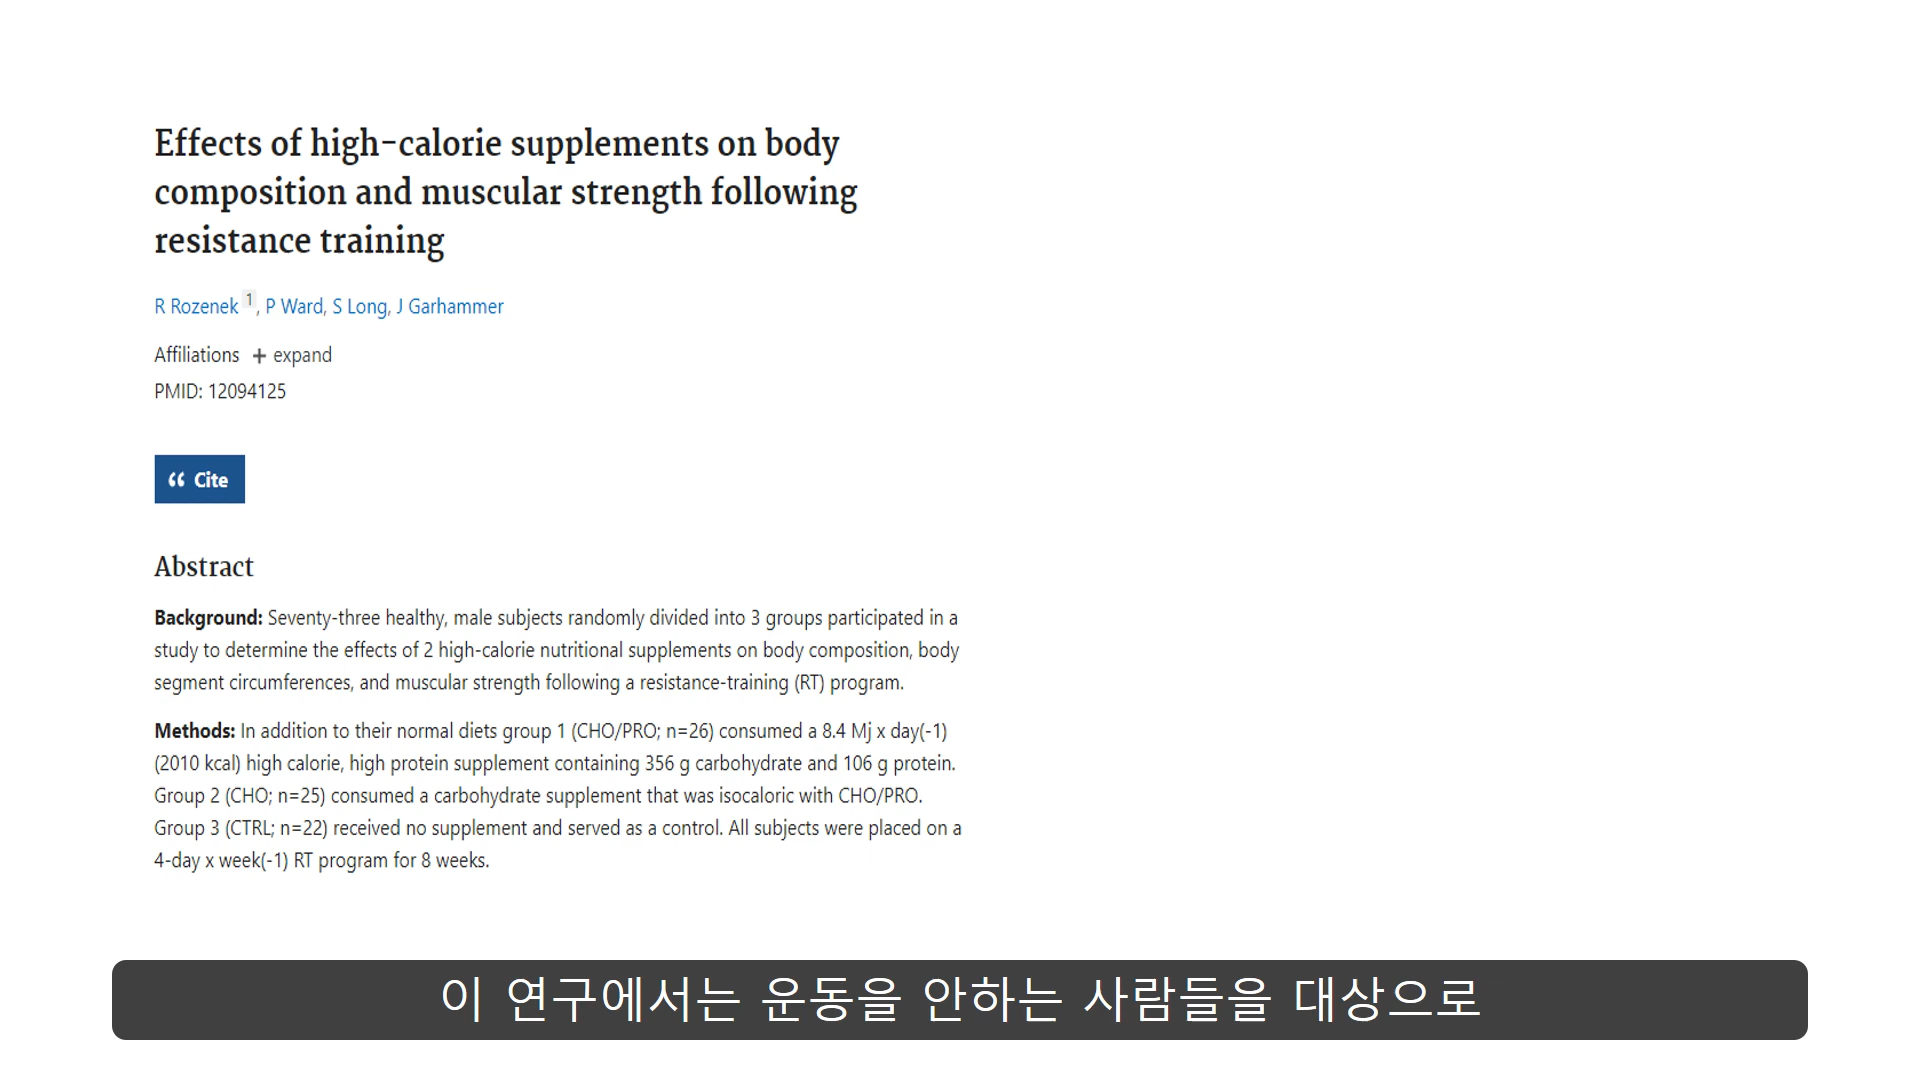 Effects of high-calorie supplements on body
composition and muscular strength following
resistance training
R Rozenek 1, P Ward, S Long, J Garhammer
Affiliations + expand
PMID: 12094125
“ Cite
Abstract
Background: Seventy-three healthy, male subjects randomly divided into 3 groups participated in a
study to determine the effects of 2 high-calorie nutritional supplements on body composition, body
segment circumferences, and muscular strength following a resistance-training (RT) program.
Methods: In addition to their normal diets group 1 (CHO/PRO; n=26) consumed a 8.4 Mj x day(-1)
(2010 kcal) high calorie, high protein supplement containing 356 g carbohydrate and 106 g protein.
Group 2 (CHO; n=25) consumed a carbohydrate supplement that was isocaloric with CHO/PRO.
Group 3 (CTRL; n=22) received no supplement and served as a control. All subjects were placed on a
4-day x week(-1) RT program for 8 weeks.
이 연구에서는 운동을 안하는 사람들을 대상으로